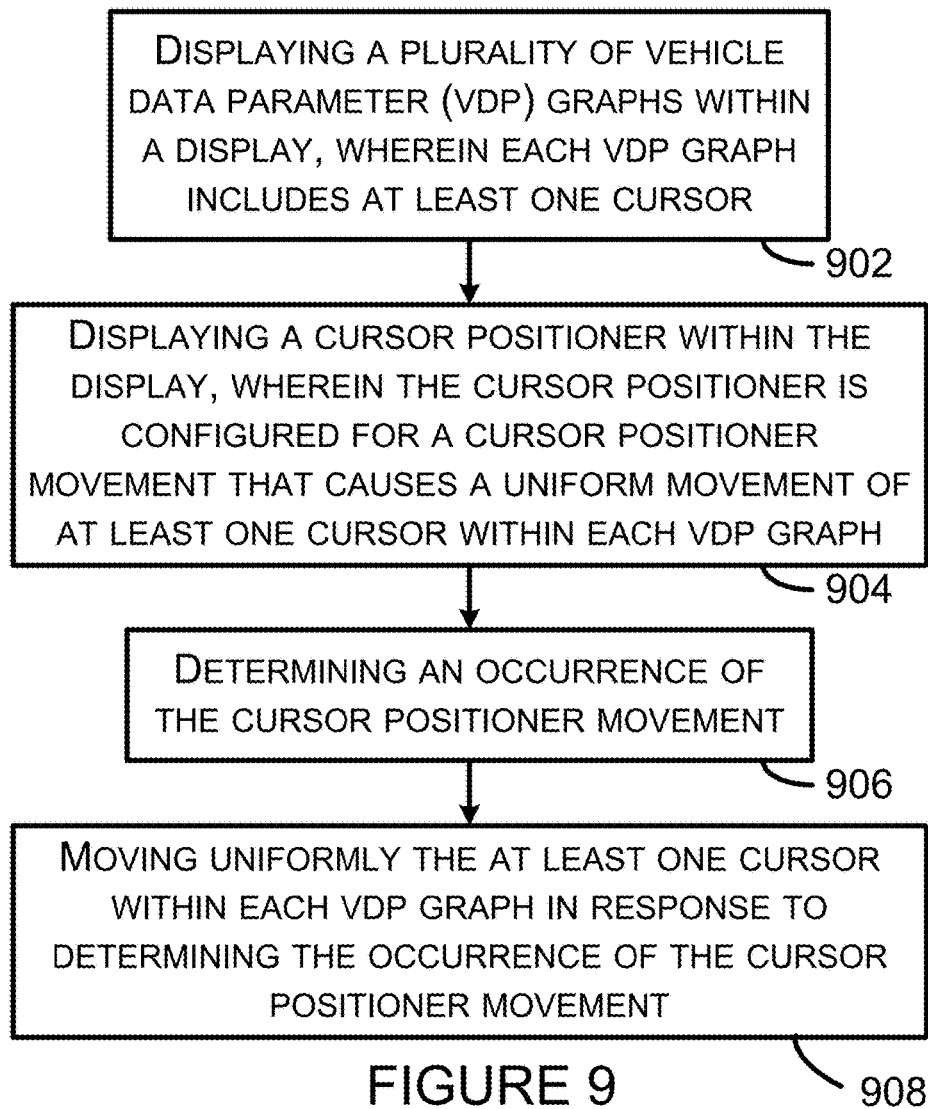 DISPLAYING A PLURALITY OF VEHICLE
DATA PARAMETER (VDP) GRAPHS WITHIN
A DISPLAY, WHEREIN EACH VDP GRAPH
INCLUDES AT LEAST ONE CURSOR
902
DISPLAYING A CURSOR POSITIONER WITHIN THE
DISPLAY, WHEREIN THE CURSOR POSITIONER IS
CONFIGURED FOR A CURSOR POSITIONER
MOVEMENT THAT CAUSES A UNIFORM MOVEMENT OF
AT LEAST ONE CURSOR WITHIN EACH VDP GRAPH
904
DETERMINING AN OCCURRENCE OF
THE CURSOR POSITIONER MOVEMENT
906
MOVING UNIFORMLY THE AT LEAST ONE CURSOR
WITHIN EACH VDP GRAPH IN RESPONSE TO
DETERMINING THE OCCURRENCE OF THE CURSOR
POSITIONER MOVEMENT
908
FIGURE 9